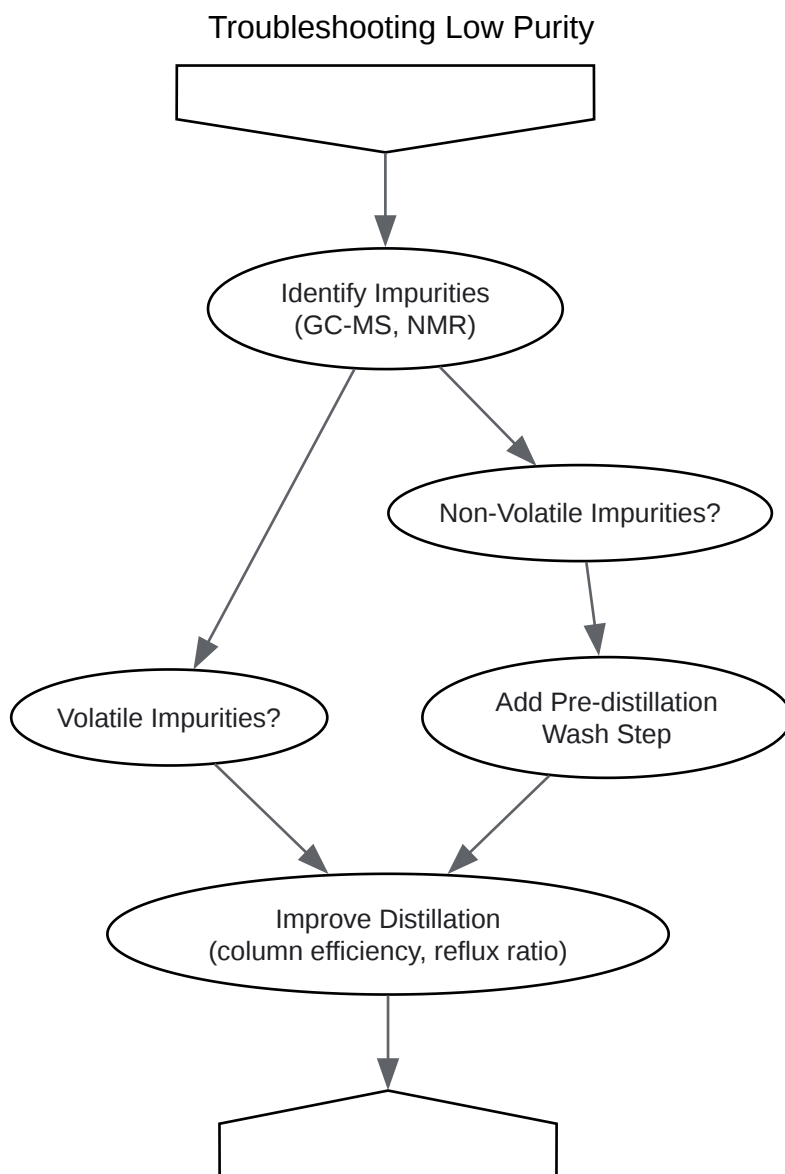 Troubleshooting Low Purity
Identify Impurities
(GC-MS, NMR)
Non-Volatile Impurities?
Volatile Impurities?
Add Pre-distillation
Wash Step
Improve Distillation
(column efficiency, reflux ratio)